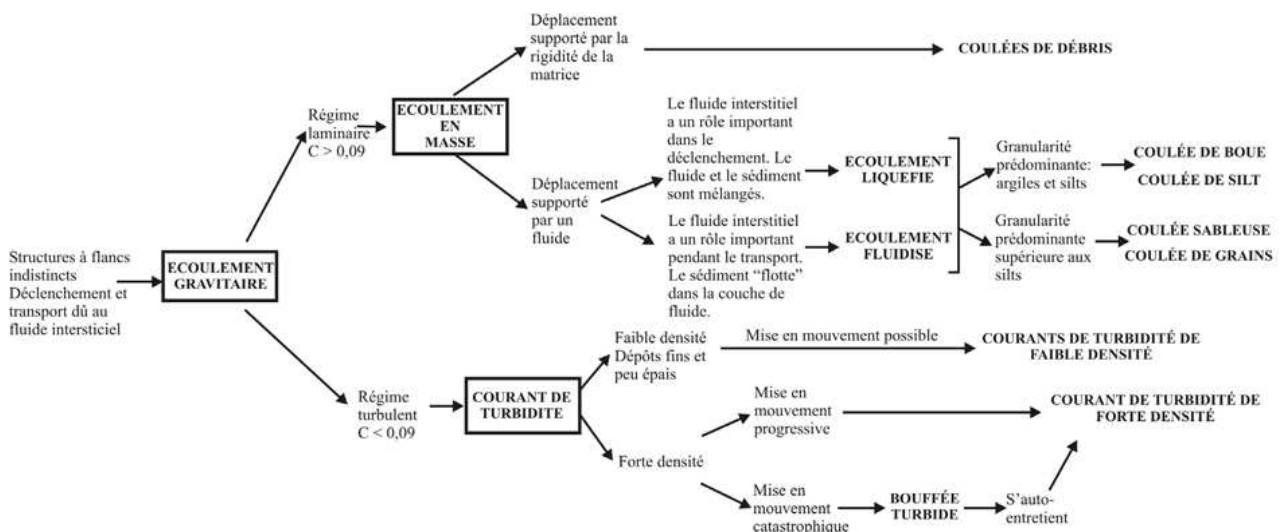 Déplacement
supporté par la
rigidité de la
matrice
COULÉES DE DÉBRIS
Régime
laminaire
C > 0,09
ECOULEMENT
EN
MASSE
Le fluide interstitiel
a un rôle important
dans le
déclenchement. Le
fluide et le sédiment
sont mélangés.
ECOULEMENT
LIQUEFIE
Granularité
prédominante:
argiles et silts
COULÉE DE BOUE
COULÉE DE SILT
Déplacement
supporté
par un
fluide
Le fluide interstitiel
a un rôle important
pendant le transport.
Le sédiment "flotte"
dans la couche de
fluide.
ECOULEMENT
FLUIDISE
Granularité
prédominante
supérieure aux
silts
COULÉE SABLEUSE
COULÉE DE GRAINS
Structures à flancs
indistincts
Déclenchement et
transport dû au
fluide intersticiel
ECOULEMENT
GRAVITAIRE
Faible densité
Dépôts fins et
peu épais
Mise en mouvement possible
COURANTS DE TURBIDITÉ DE
FAIBLE DENSITÉ
Régime
turbulent
C < 0,09
COURANT DE
TURBIDITE
Mise en
mouvement
progressive
COURANT DE TURBIDITÉ DE
FORTE DENSITÉ
Forte densité
Mise en
mouvement
catastrophique
BOUFFÉE
TURBIDE
S'auto-
entretient